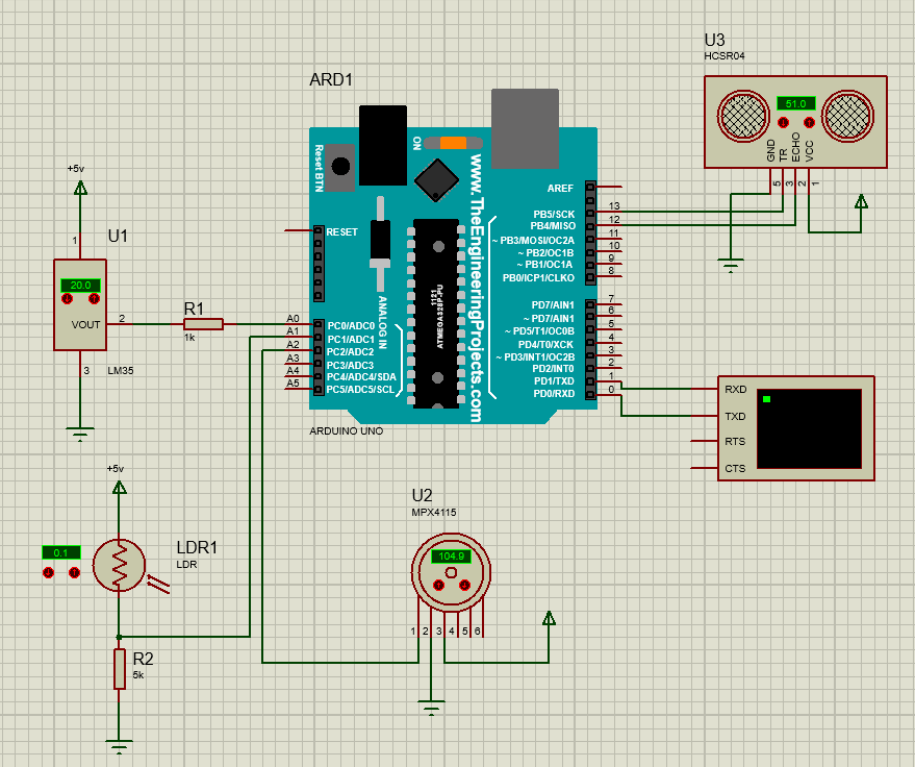 U3
HCSR04
51.0
GND
TR
ECHO
VCC
5
3
2
1
ARD1
ON
Reset BTN
www.TheEngineeringProjects.com
1121
ATMEGA328P-PU
ANALOG IN
RESET
A0 PC0/ADC0
A1 PC1/ADC1
A2 PC2/ADC2
A3 PC3/ADC3
A4 PC4/ADC4/SDA
A5 PC5/ADC5/SCL
AREF
PB5/SCK 13
PB4/MISO 12
~ PB3/MOSI/OC2A 11
~ PB2/OC1B 10
~ PB1/OC1A 9
PB0/ICP1/CLKO 8
PD7/AIN1 7
~ PD7/AIN1 6
~ PD5/T1/OC0B 5
PD4/T0/XCK 4
~ PD3/INT1/OC2B 3
PD2/INT0 2
PD1/TXD 1
PD0/RXD 0
ARDUINO UNO
+5v
1
U1
20.0
VOUT 2
3
LM35
R1
1k
RXD
TXD
RTS
CTS
+5v
0.1
LDR1
LDR
R2
5k
U2
MPX4115
104.9
1 2 3 4 5 6